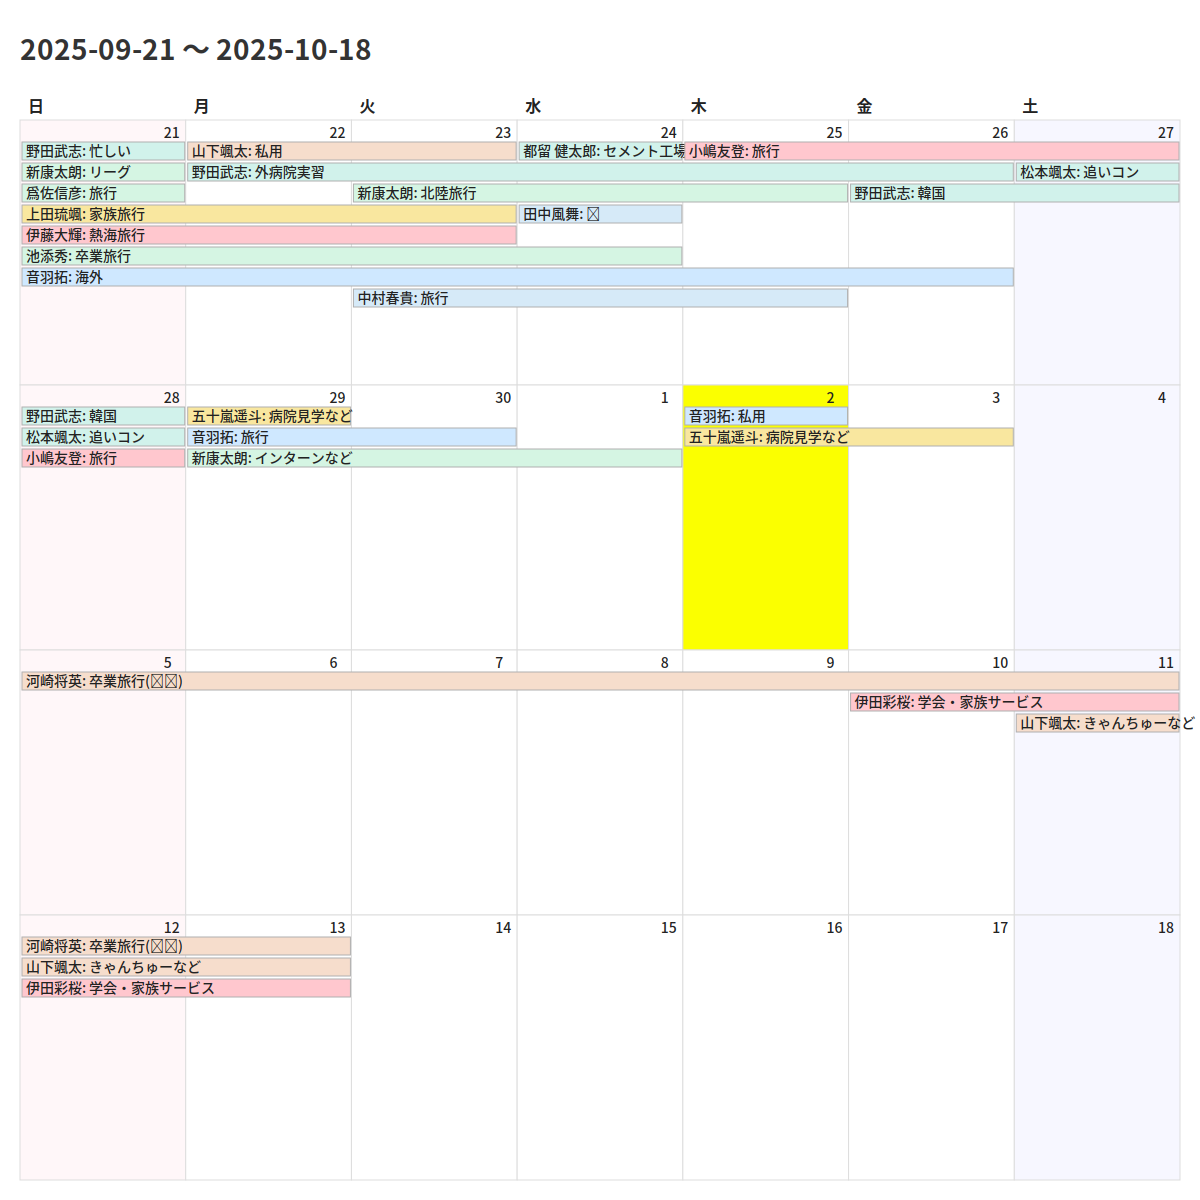 2025-09-21 〜 2025-10-18
日 月 火 水 木 金 土
21 22 23 24 25 26 27
野田武志: 忙しい 山下颯太: 私用 都留 健太郎: セメント工場 小嶋友登: 旅行
新康太朗: リーグ 野田武志: 外病院実習 松本颯太: 追いコン
爲佐信彦: 旅行 新康太朗: 北陸旅行 野田武志: 韓国
上田琉颯: 家族旅行 田中風舞:
伊藤大輝: 熱海旅行
池添秀: 卒業旅行
音羽拓: 海外
中村春貴: 旅行
28 29 30 1 2 3 4
野田武志: 韓国 五十嵐遥斗: 病院見学など 音羽拓: 私用
松本颯太: 追いコン 音羽拓: 旅行 五十嵐遥斗: 病院見学など
小嶋友登: 旅行 新康太朗: インターンなど
5 6 7 8 9 10 11
河崎将英: 卒業旅行()
伊田彩桜: 学会・家族サービス
山下颯太: きゃんちゅーなど
12 13 14 15 16 17 18
河崎将英: 卒業旅行()
山下颯太: きゃんちゅーなど
伊田彩桜: 学会・家族サービス